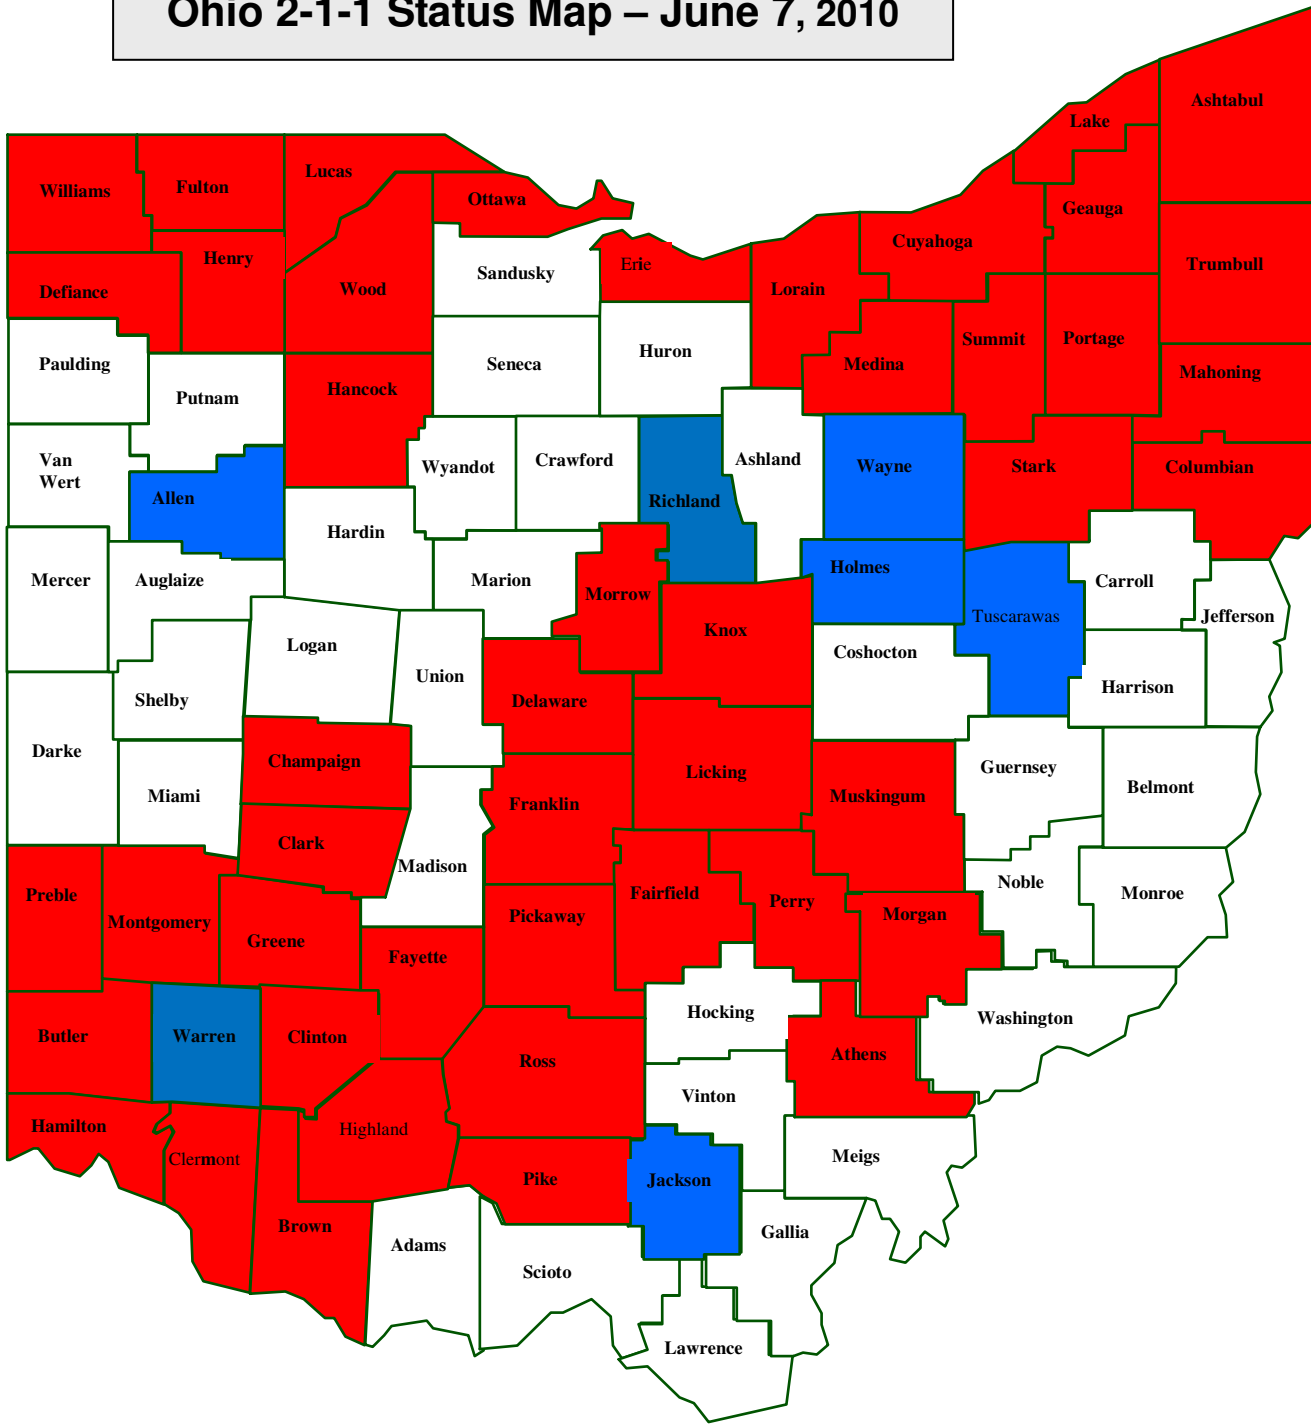 Ohio 2-1-1 Status Map – June 7, 2010
Ashtabul
Lake
Lucas
Williams
Fulton
Ottawa
Geauga
Cuyahoga
Henry
Sandusky
Erie
Trumbull
Defiance
Wood
Lorain
Summit
Portage
Paulding
Seneca
Huron
Medina
Mahoning
Putnam
Hancock
Van
Wert
Wyandot
Crawford
Ashland
Wayne
Stark
Columbian
Allen
Richland
Hardin
Mercer
Auglaize
Marion
Morrow
Holmes
Carroll
Jefferson
Tuscarawas
Knox
Logan
Coshocton
Union
Harrison
Shelby
Delaware
Darke
Champaign
Licking
Guernsey
Belmont
Miami
Franklin
Muskingum
Clark
Madison
Noble
Monroe
Preble
Fairfield
Perry
Montgomery
Pickaway
Morgan
Greene
Fayette
Hocking
Washington
Butler
Warren
Clinton
Ross
Athens
Vinton
Hamilton
Highland
Clermont
Meigs
Pike
Jackson
Brown
Gallia
Adams
Scioto
Lawrence